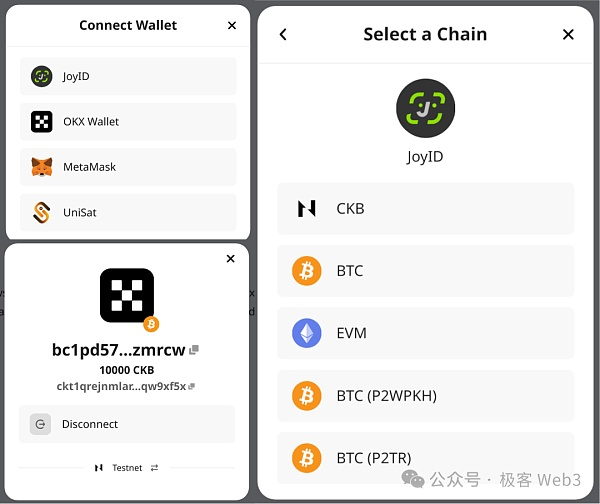 Connect Wallet
JoyID
OKX Wallet
MetaMask
UniSat
bc1pd57...zmrcw
10000 CKB
ckt1qrejnmlar...qw9xf5x
Disconnect
Testnet
Select a Chain
JoyID
CKB
BTC
EVM
BTC (P2WPKH)
BTC (P2TR)
公众号 · 极客 Web3